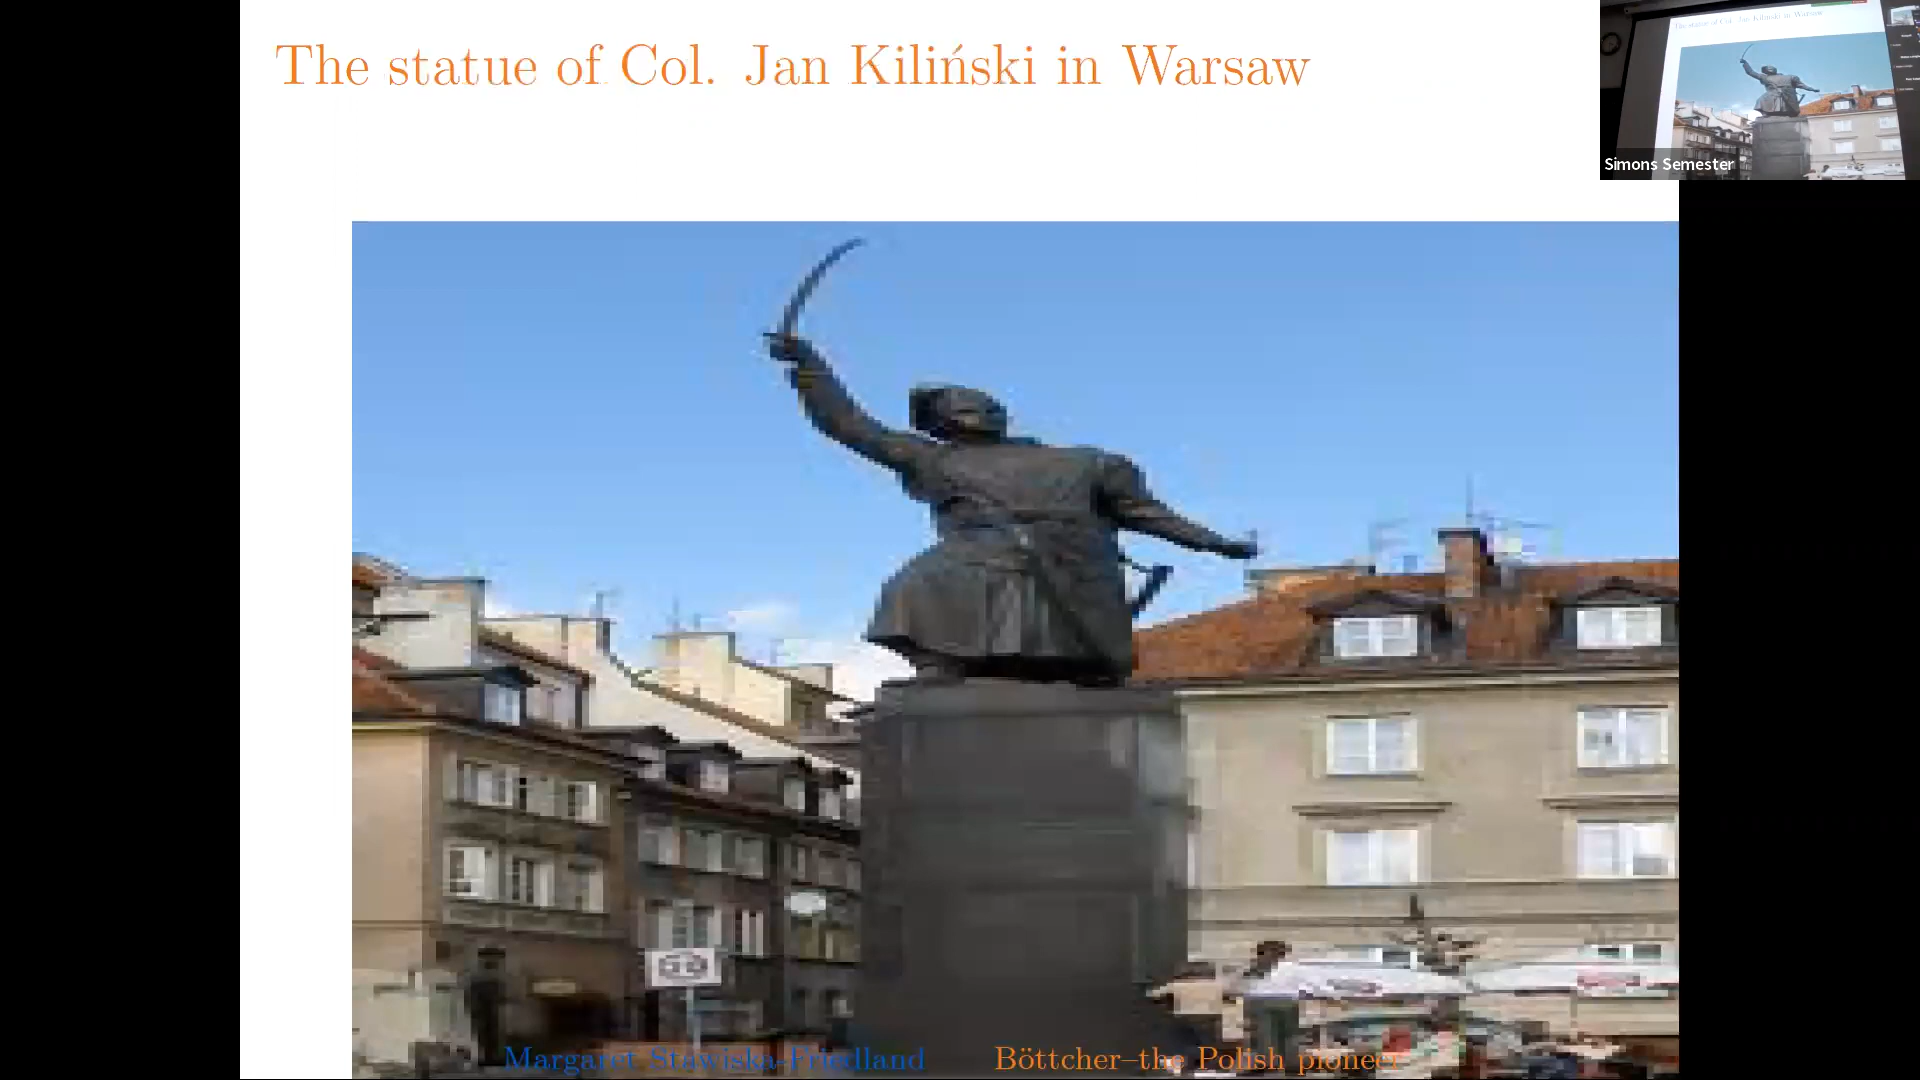 The statue of Col. Jan Kiliński in Warsaw
Simons Semester
Margaret Stawiska-Friedland
Böttcher–the Polish pioneer